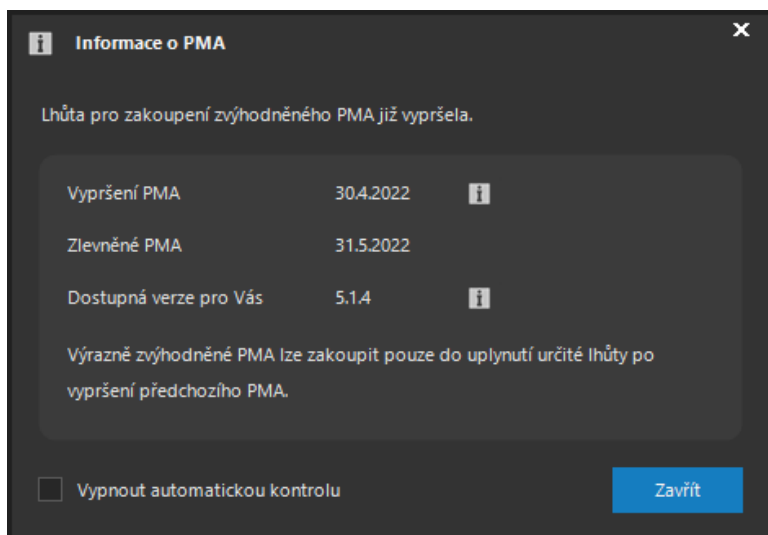 Informace o PMA
Lhůta pro zakoupení zvýhodněného PMA již vypršela.
Vypršení PMA 30.4.2022
Zlevněné PMA 31.5.2022
Dostupná verze pro Vás 5.1.4
Výrazně zvýhodněné PMA lze zakoupit pouze do uplynutí určité lhůty po
vypršení předchozího PMA.
Vypnout automatickou kontrolu
Zavřít